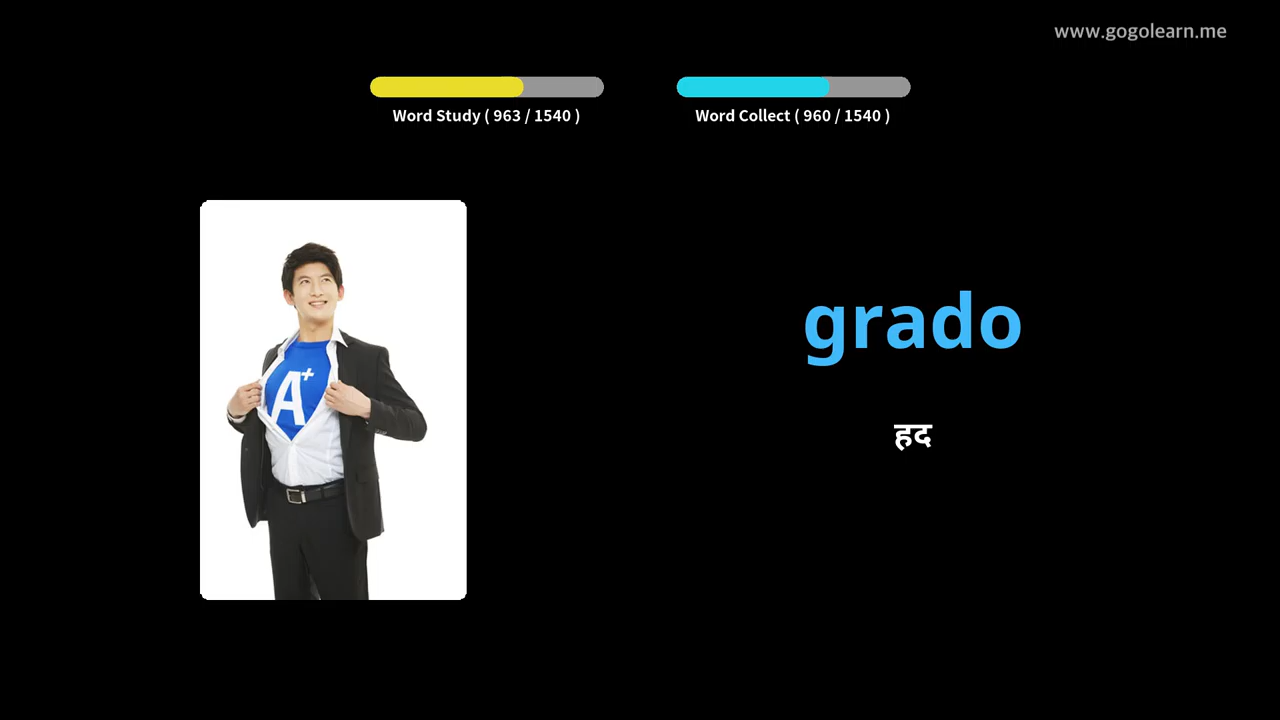 www.gogolearn.me
Word Study ( 963 / 1540 )
Word Collect ( 960 / 1540 )
A+
grado
हद